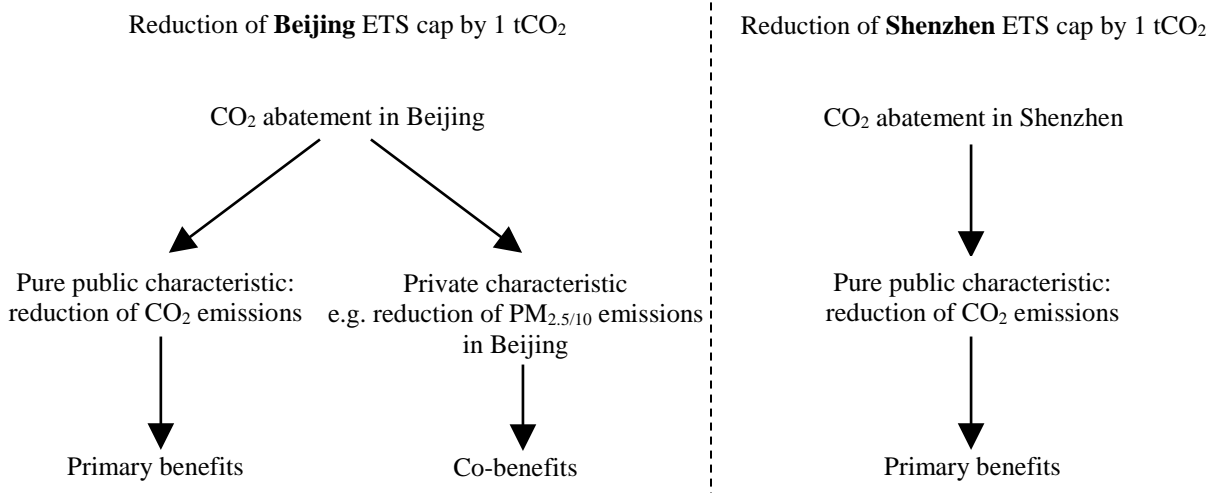 Reduction of Beijing ETS cap by 1 tCO₂
CO₂ abatement in Beijing
Pure public characteristic:
reduction of CO₂ emissions
Private characteristic
e.g. reduction of PM₂.₅/₁₀ emissions
in Beijing
Primary benefits
Co-benefits
Reduction of Shenzhen ETS cap by 1 tCO₂
CO₂ abatement in Shenzhen
Pure public characteristic:
reduction of CO₂ emissions
Primary benefits